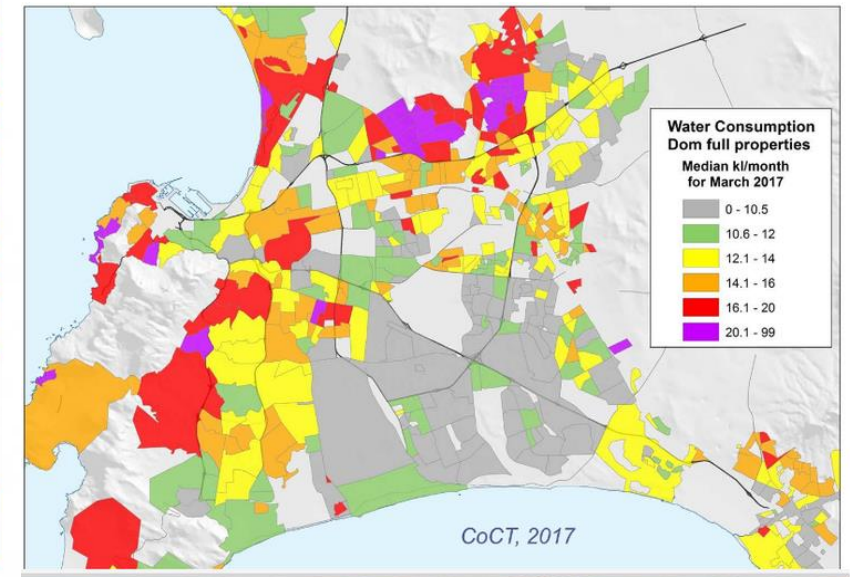 Water Consumption
Dom full properties
Median kl/month
for March 2017
0 - 10.5
10.6 - 12
12.1 - 14
14.1 - 16
16.1 - 20
20.1 - 99
CoCT, 2017